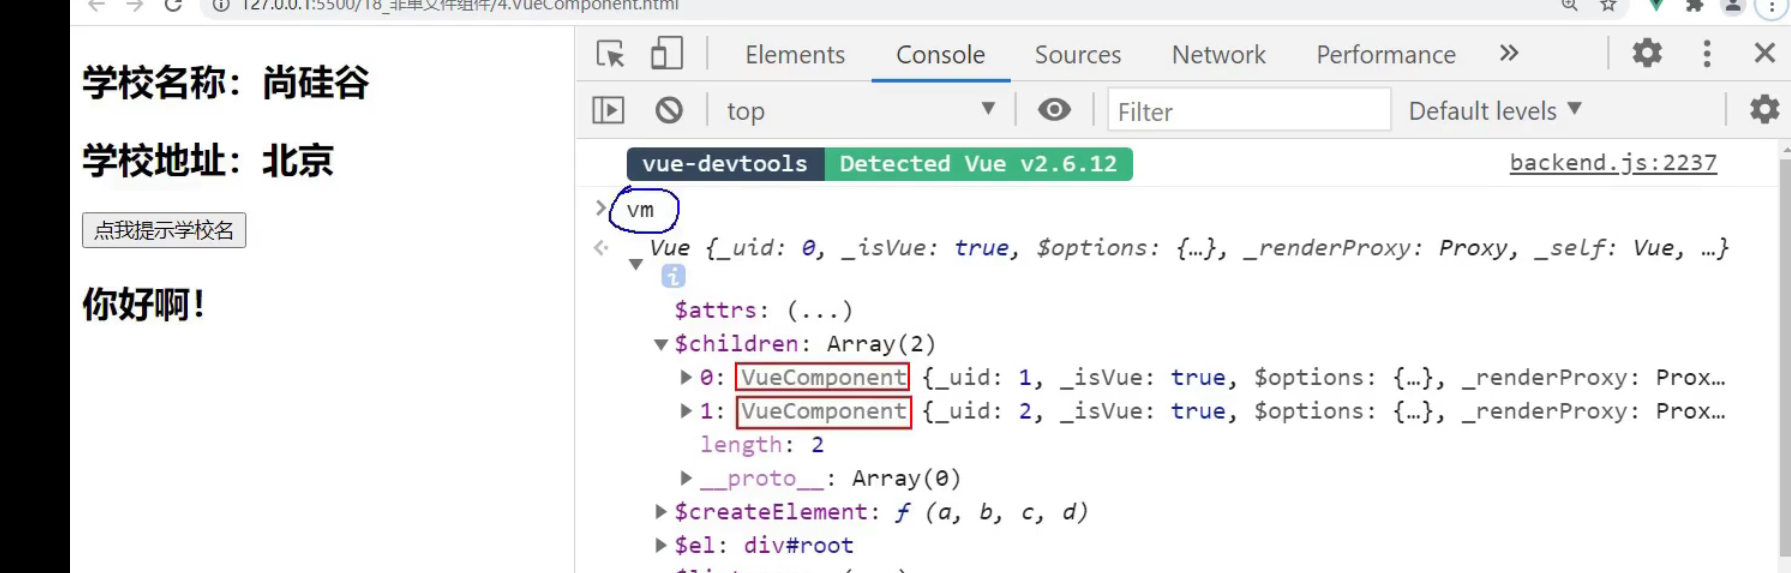 127.0.0.1:5500/18_非单文件组件/4.VueComponent.html
学校名称：尚硅谷
学校地址：北京
点我提示学校名
你好啊！
Elements Console Sources Network Performance
top Filter Default levels
vue-devtools Detected Vue v2.6.12 backend.js:2237
vm
Vue {_uid: 0, _isVue: true, $options: {…}, _renderProxy: Proxy, _self: Vue, …}
i
$attrs: (...)
$children: Array(2)
0: VueComponent {_uid: 1, _isVue: true, $options: {…}, _renderProxy: Prox…
1: VueComponent {_uid: 2, _isVue: true, $options: {…}, _renderProxy: Prox…
length: 2
__proto__: Array(0)
$createElement: ƒ (a, b, c, d)
$el: div#root